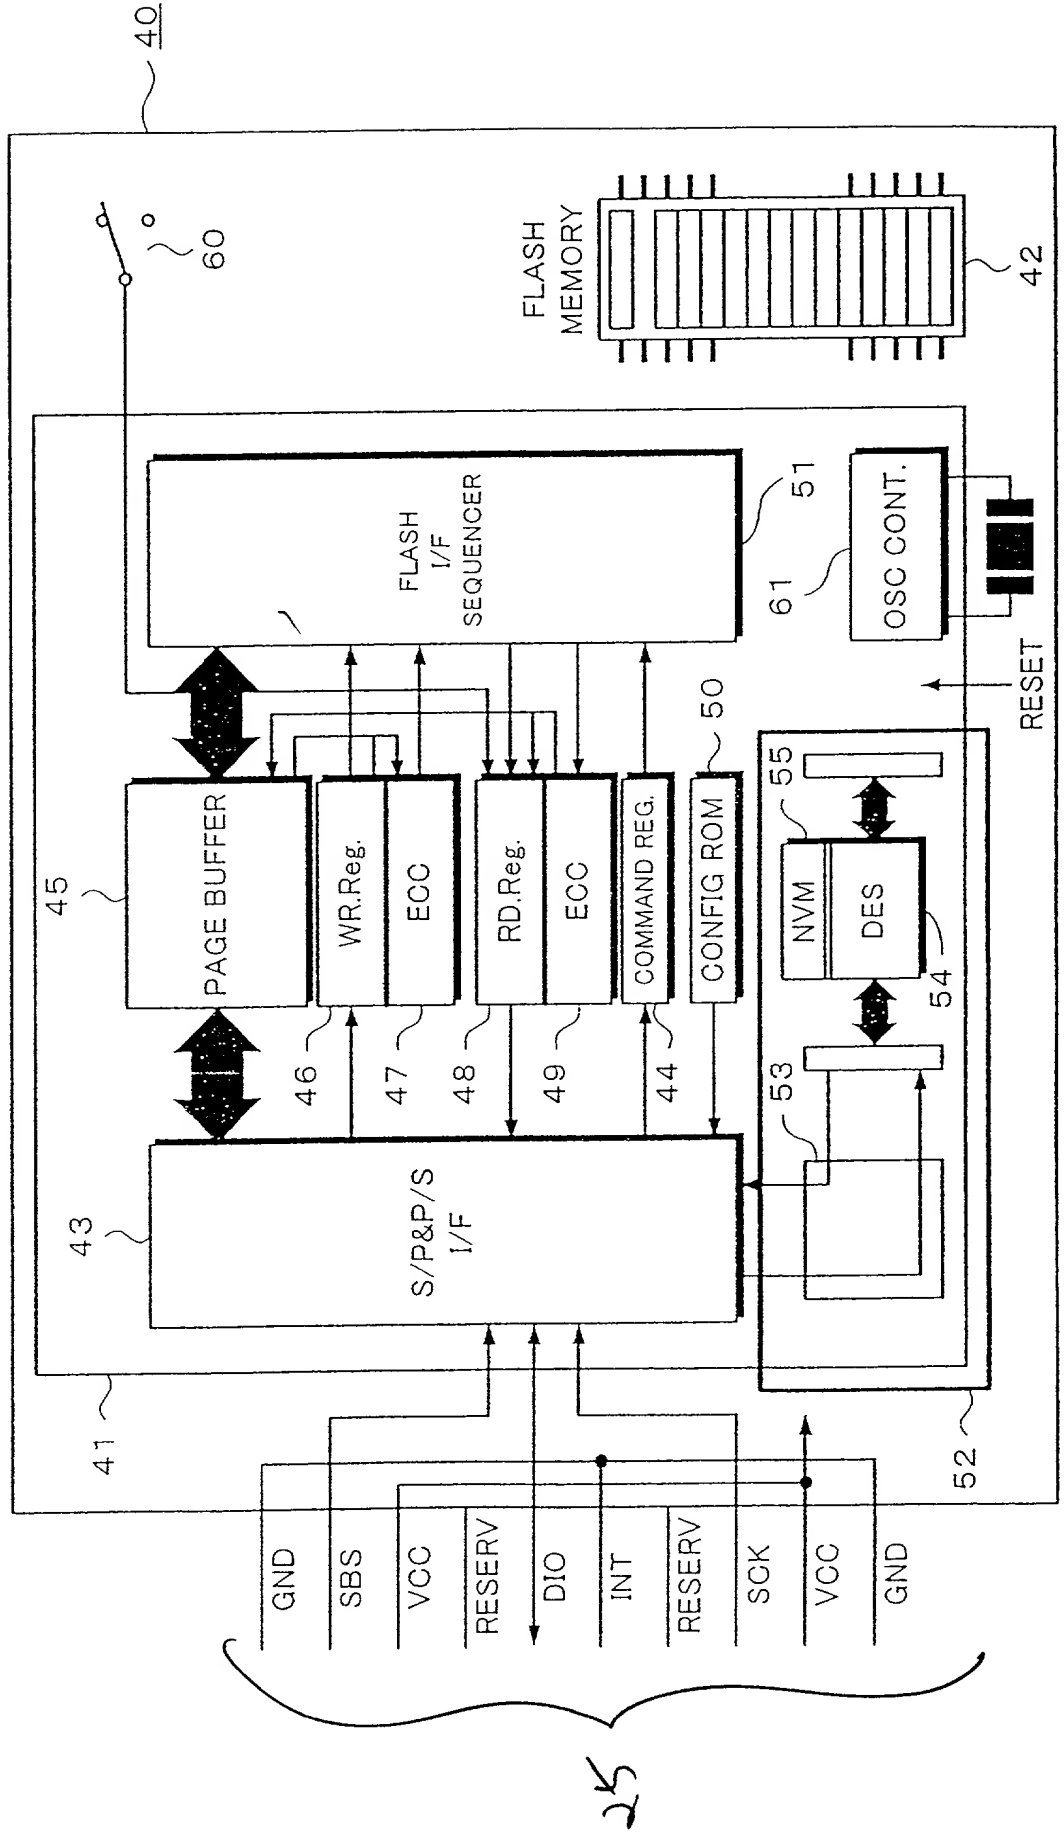 40
60
FLASH
MEMORY
42
45
PAGE BUFFER
FLASH
I/F
SEQUENCER
51
WR.Reg.
ECC
46
47
RD.Reg.
ECC
48
49
COMMAND REG.
44
CONFIG ROM
50
61
OSC CONT.
RESET
43
S/P&P/S
I/F
NVM
DES
55
54
53
52
41
GND
SBS
VCC
RESERV
DIO
INT
RESERV
SCK
VCC
GND
25